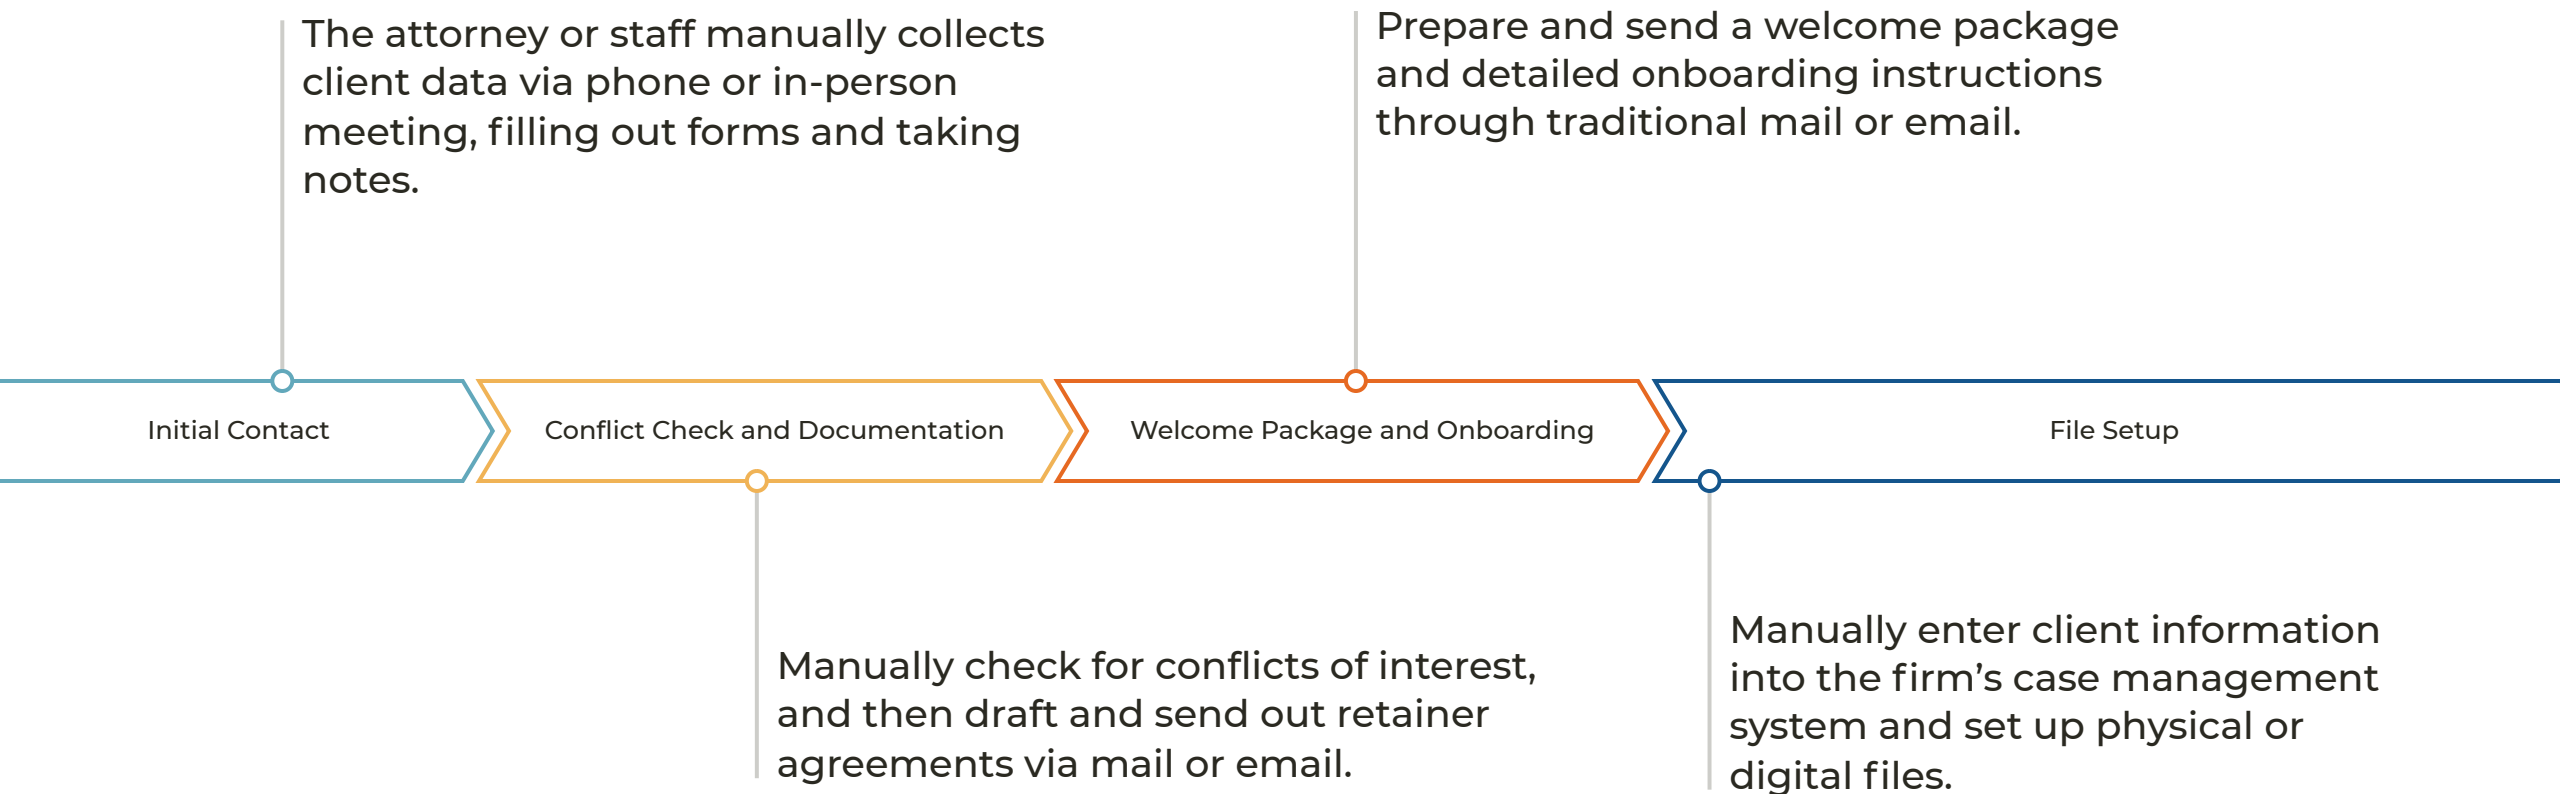 The attorney or staff manually collects
client data via phone or in-person
meeting, filling out forms and taking
notes.
Prepare and send a welcome package
and detailed onboarding instructions
through traditional mail or email.
Initial Contact
Conflict Check and Documentation
Welcome Package and Onboarding
File Setup
Manually check for conflicts of interest,
and then draft and send out retainer
agreements via mail or email.
Manually enter client information
into the firm’s case management
system and set up physical or
digital files.